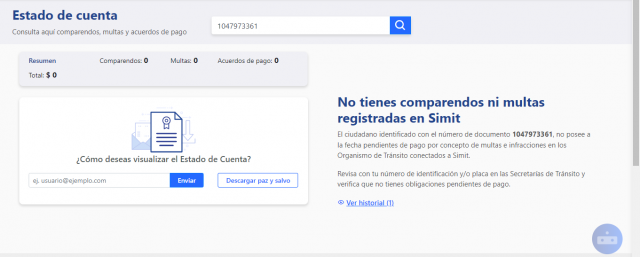 Estado de cuenta
Consulta aquí comparendos, multas y acuerdos de pago
1047973361
Resumen Comparendos: 0 Multas: 0 Acuerdos de pago: 0
Total: $ 0
¿Cómo deseas visualizar el Estado de Cuenta?
ej. usuario@ejemplo.com Enviar Descargar paz y salvo
No tienes comparendos ni multas
registradas en Simit
El ciudadano identificado con el número de documento 1047973361, no posee a
la fecha pendientes de pago por concepto de multas e infracciones en los
Organismo de Tránsito conectados a Simit.
Revisa con tu número de identificación y/o placa en las Secretarías de Tránsito y
verifica que no tienes obligaciones pendientes de pago.
Ver historial (1)